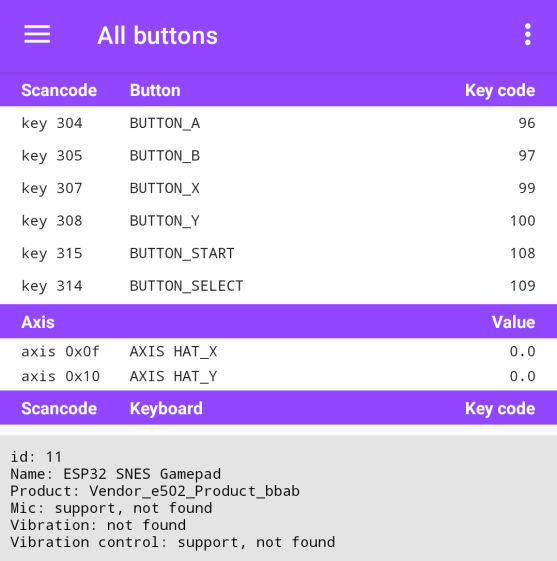 All buttons
Scancode Button Key code
key 304 BUTTON_A 96
key 305 BUTTON_B 97
key 307 BUTTON_X 99
key 308 BUTTON_Y 100
key 315 BUTTON_START 108
key 314 BUTTON_SELECT 109
Axis Value
axis 0x0f AXIS HAT_X 0.0
axis 0x10 AXIS HAT_Y 0.0
Scancode Keyboard Key code
id: 11
Name: ESP32 SNES Gamepad
Product: Vendor_e502_Product_bbab
Mic: support, not found
Vibration: not found
Vibration control: support, not found